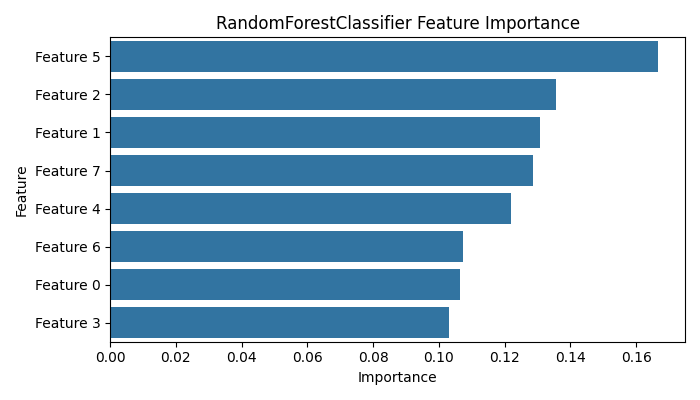 RandomForestClassifier Feature Importance
Feature 5
Feature 2
Feature 1
Feature 7
Feature 4
Feature 6
Feature 0
Feature 3
Feature
0.00 0.02 0.04 0.06 0.08 0.10 0.12 0.14 0.16
Importance